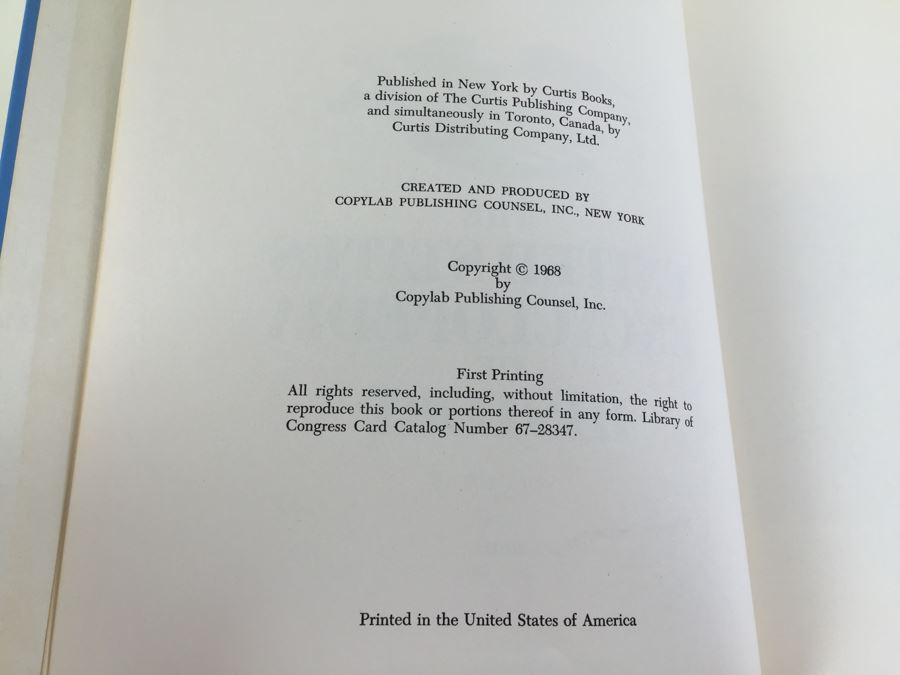 Published in New York by Curtis Books,
a division of The Curtis Publishing Company,
and simultaneously in Toronto, Canada, by
Curtis Distributing Company, Ltd.
CREATED AND PRODUCED BY
COPYLAB PUBLISHING COUNSEL, INC., NEW YORK
Copyright © 1968
by
Copylab Publishing Counsel, Inc.
First Printing
All rights reserved, including, without limitation, the right to
reproduce this book or portions thereof in any form. Library of
Congress Card Catalog Number 67–28347.
Printed in the United States of America